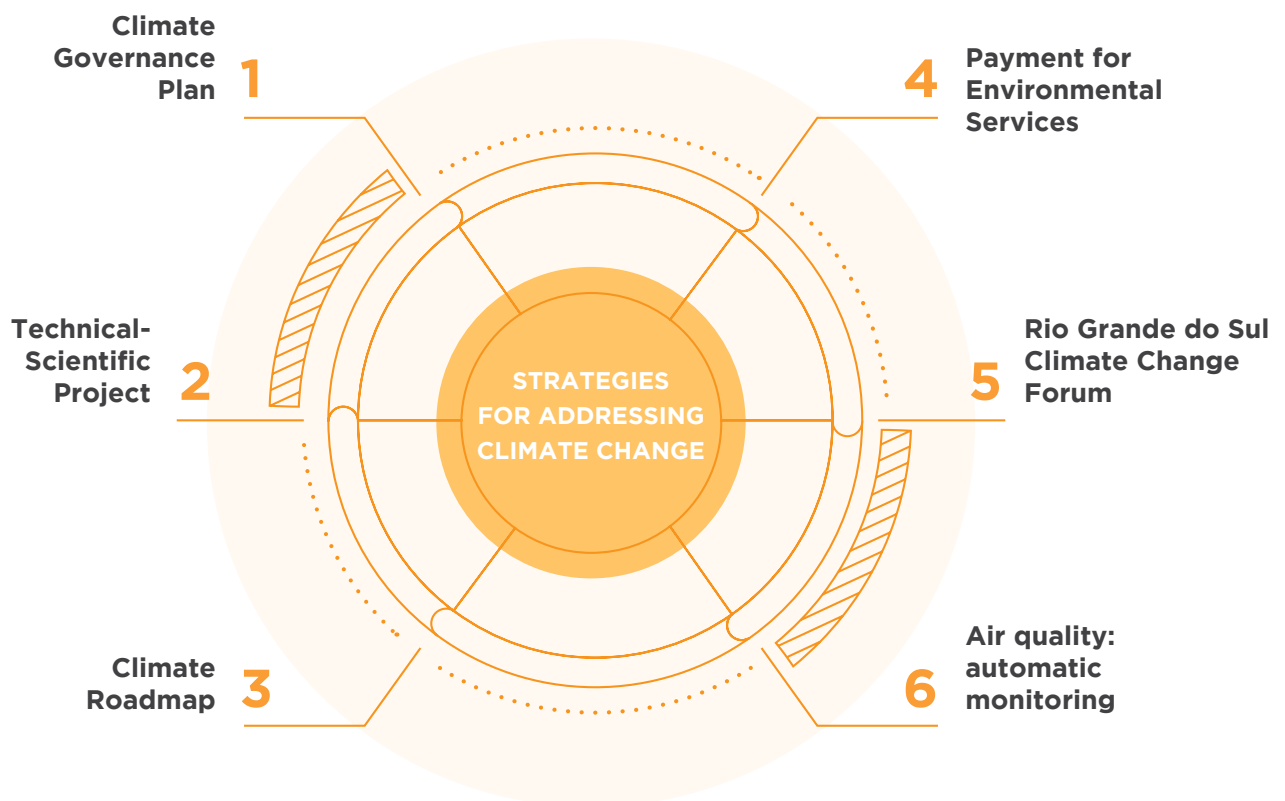 Climate
Governance
Plan
1
Technical-
Scientific
Project
2
Climate
Roadmap
3
STRATEGIES
FOR ADDRESSING
CLIMATE CHANGE
4
Payment for
Environmental
Services
5
Rio Grande do Sul
Climate Change
Forum
6
Air quality:
automatic
monitoring